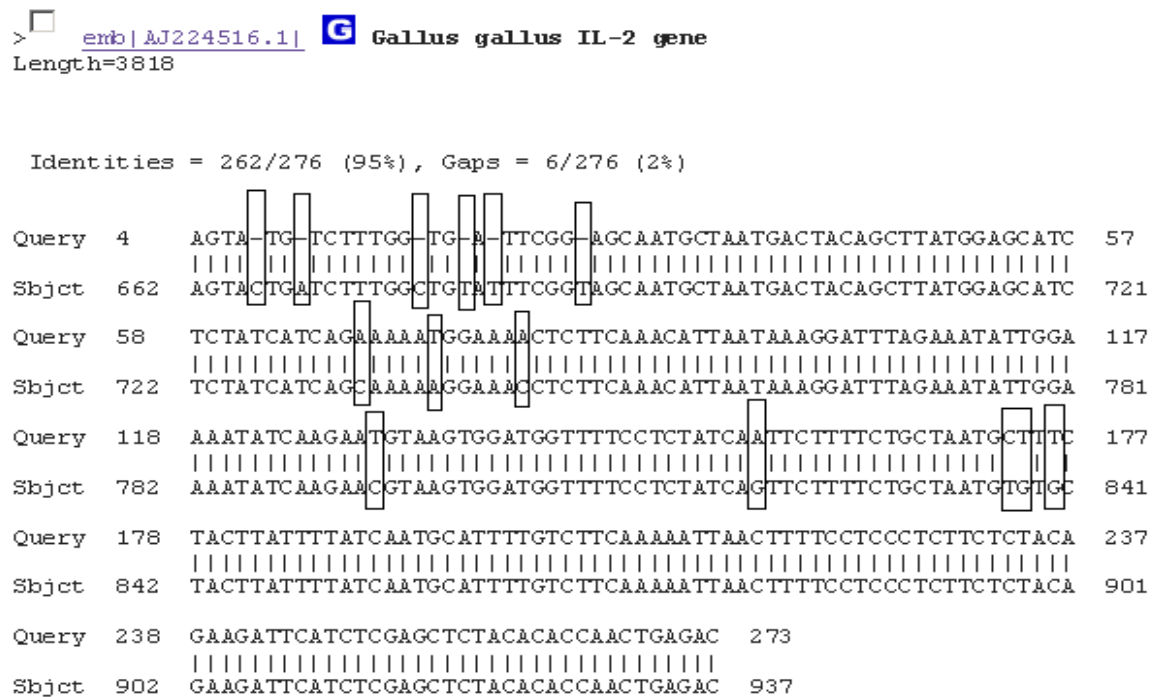 > emb|AJ224516.1| G Gallus gallus IL-2 gene
Length=3818
Identities = 262/276 (95%), Gaps = 6/276 (2%)
Query 4 AGTA-TG-TCTTTGG-TG-A-TTCGG-AGCAATGCTAATGACTACAGCTTATGGAGCATC 57
Sbjct 662 AGTACTGATCTTTGGCTGTATTTCGGTAGCAATGCTAATGACTACAGCTTATGGAGCATC 721
Query 58 TCTATCATCAGAAAAATGGAAAACTCTTCAAACATTAATAAAGGATTTAGAAATATTGGA 117
Sbjct 722 TCTATCATCAGCAAAAAGGAAACCTCTTCAAACATTAATAAAGGATTTAGAAATATTGGA 781
Query 118 AAATATCAAGAATGTAAGTGGATGGTTTTCCTCTATCAATTCTTTTCTGCTAATGCTTTC 177
Sbjct 782 AAATATCAAGAACGTAAGTGGATGGTTTTCCTCTATCAGTTCTTTTCTGCTAATGTGTGC 841
Query 178 TACTTATTTTATCAATGCATTTTGTCTTCAAAAATTAACTTTTCCTCCCTCTTCTCTACA 237
Sbjct 842 TACTTATTTTATCAATGCATTTTGTCTTCAAAAATTAACTTTTCCTCCCTCTTCTCTACA 901
Query 238 GAAGATTCATCTCGAGCTCTACACACCAACTGAGAC 273
Sbjct 902 GAAGATTCATCTCGAGCTCTACACACCAACTGAGAC 937